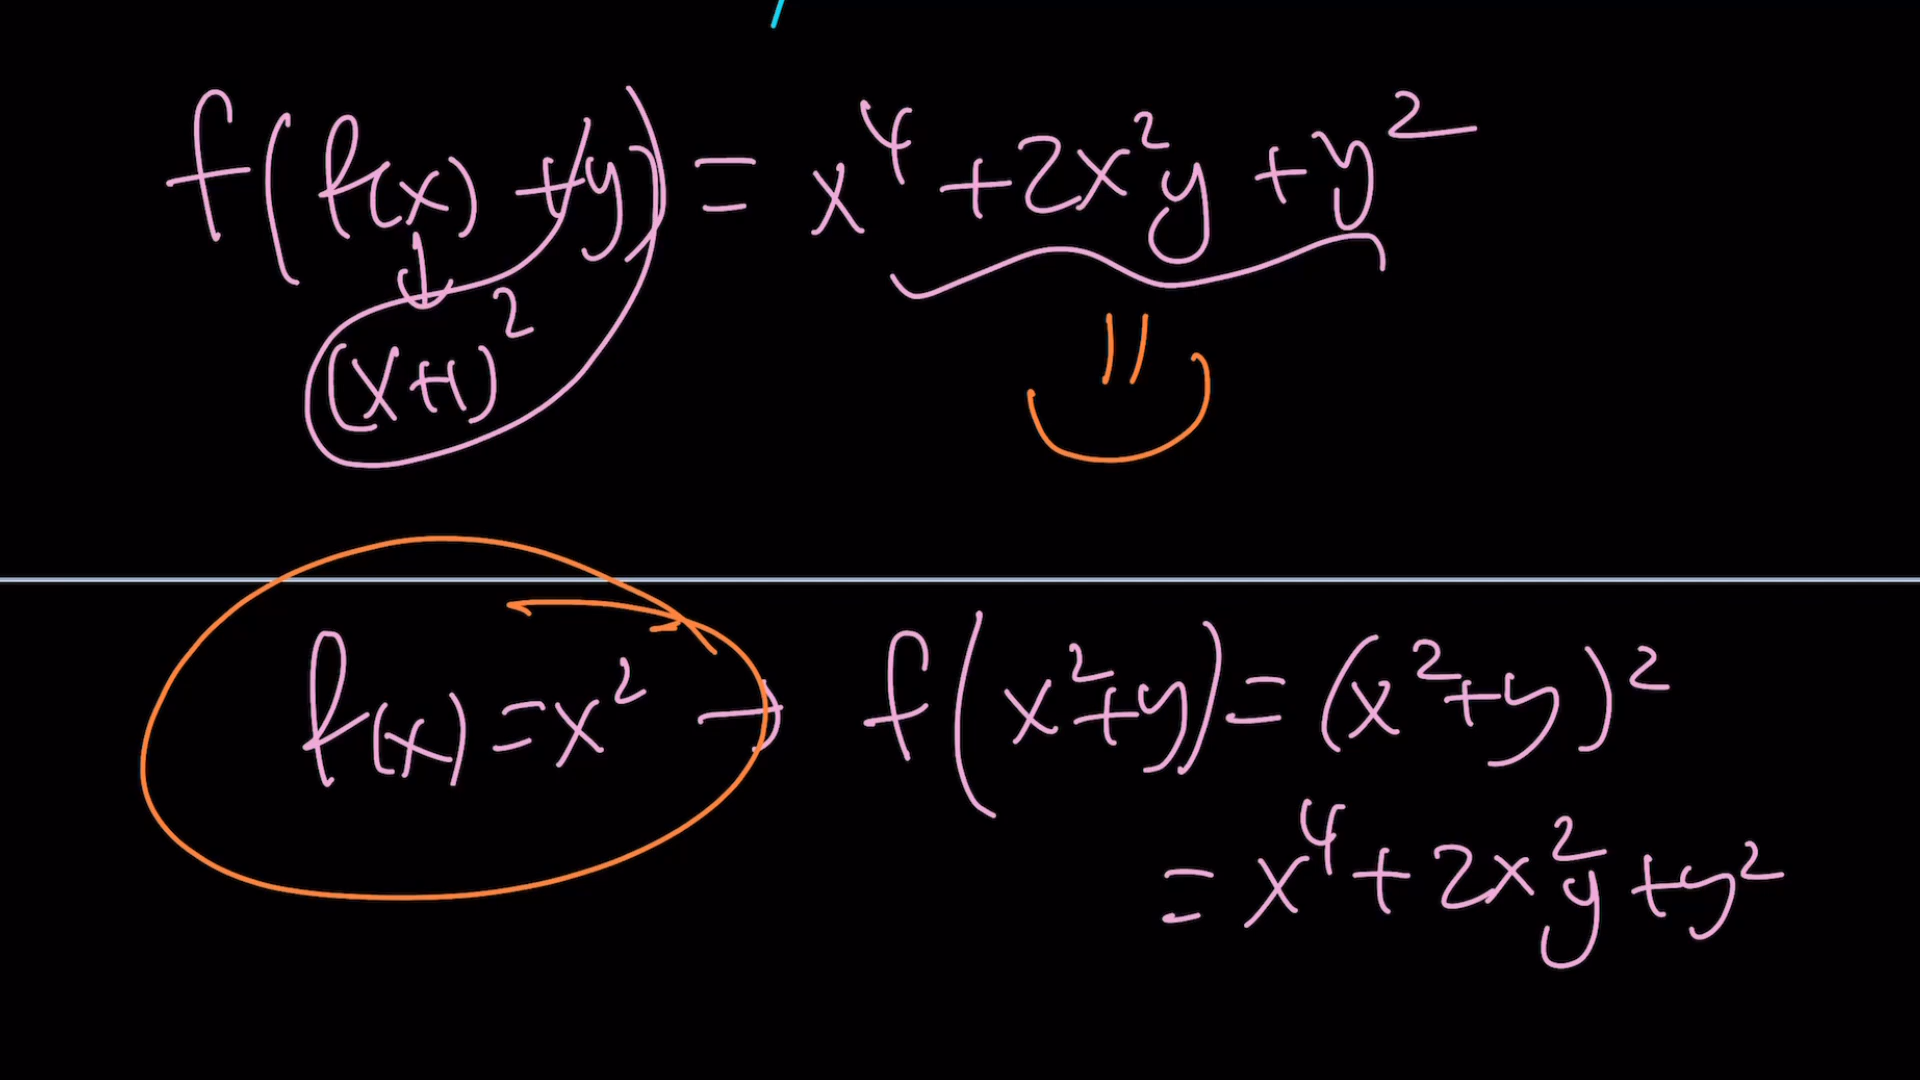 f(f(x) + y) = x⁴ + 2x²y + y²
(x+1)²
f(x) = x² → f(x²+y) = (x²+y)²
= x⁴ + 2x²y + y²